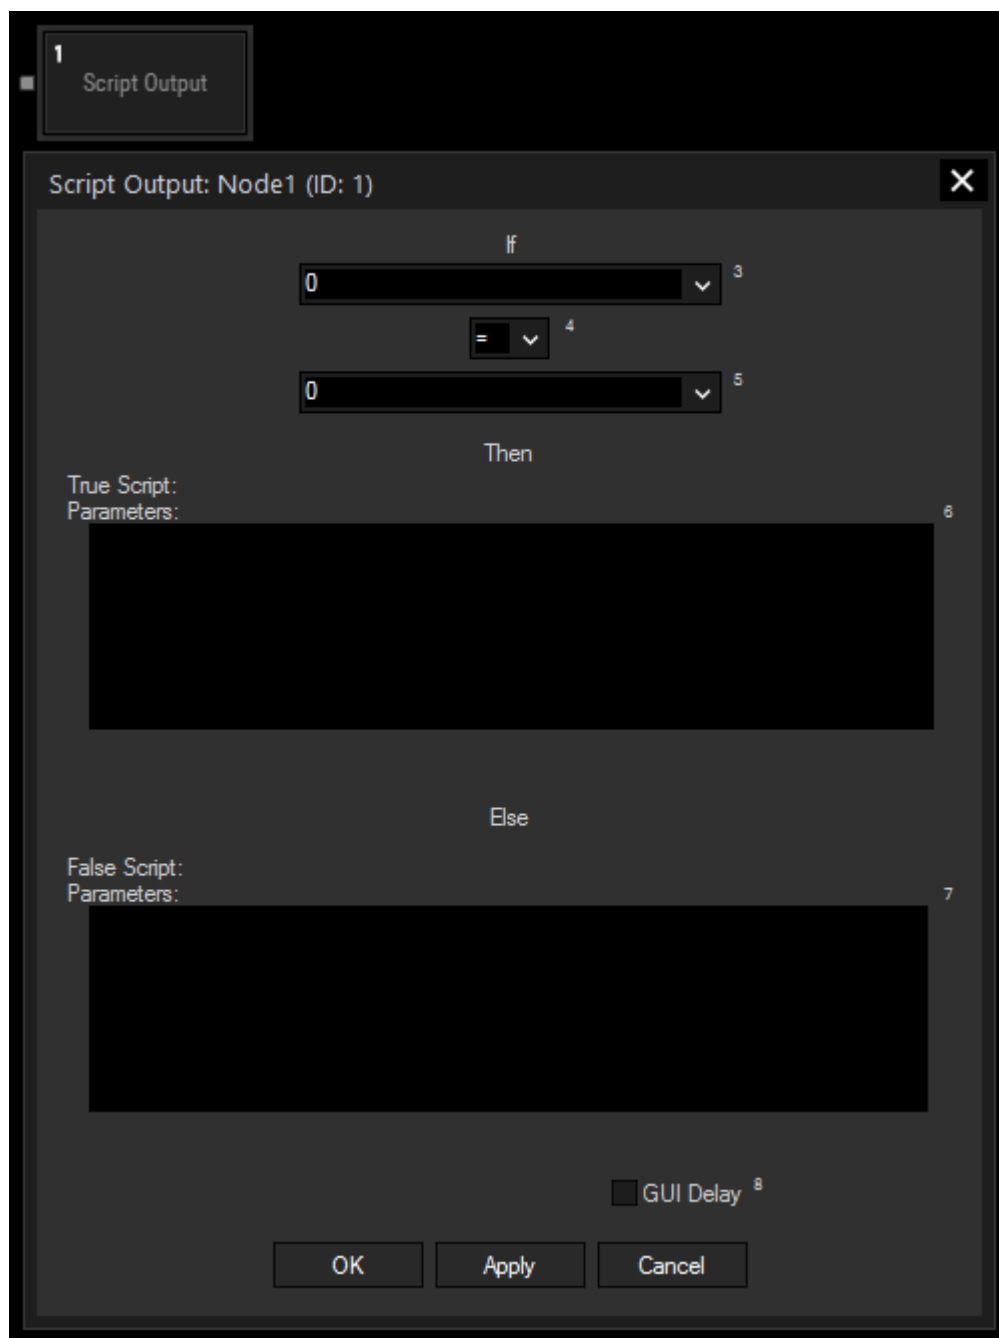 1
Script Output
Script Output: Node1 (ID: 1)
If
0 3
= 4
0 5
Then
True Script:
Parameters: 6
Else
False Script:
Parameters: 7
GUI Delay 8
OK Apply Cancel